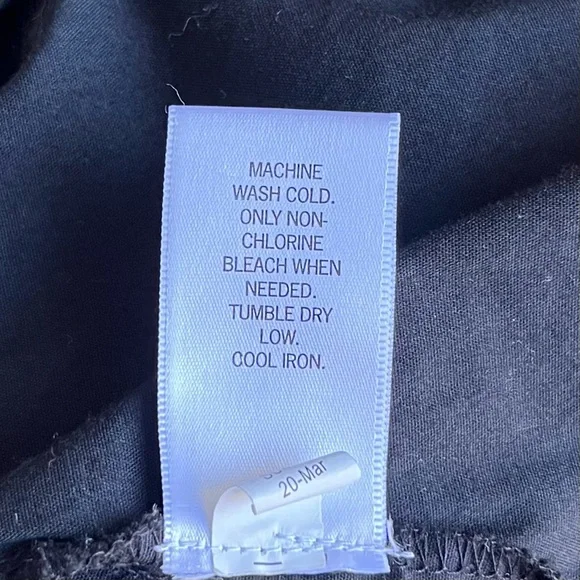 MACHINE
WASH COLD.
ONLY NON-
CHLORINE
BLEACH WHEN
NEEDED.
TUMBLE DRY
LOW.
COOL IRON.
20-Mar